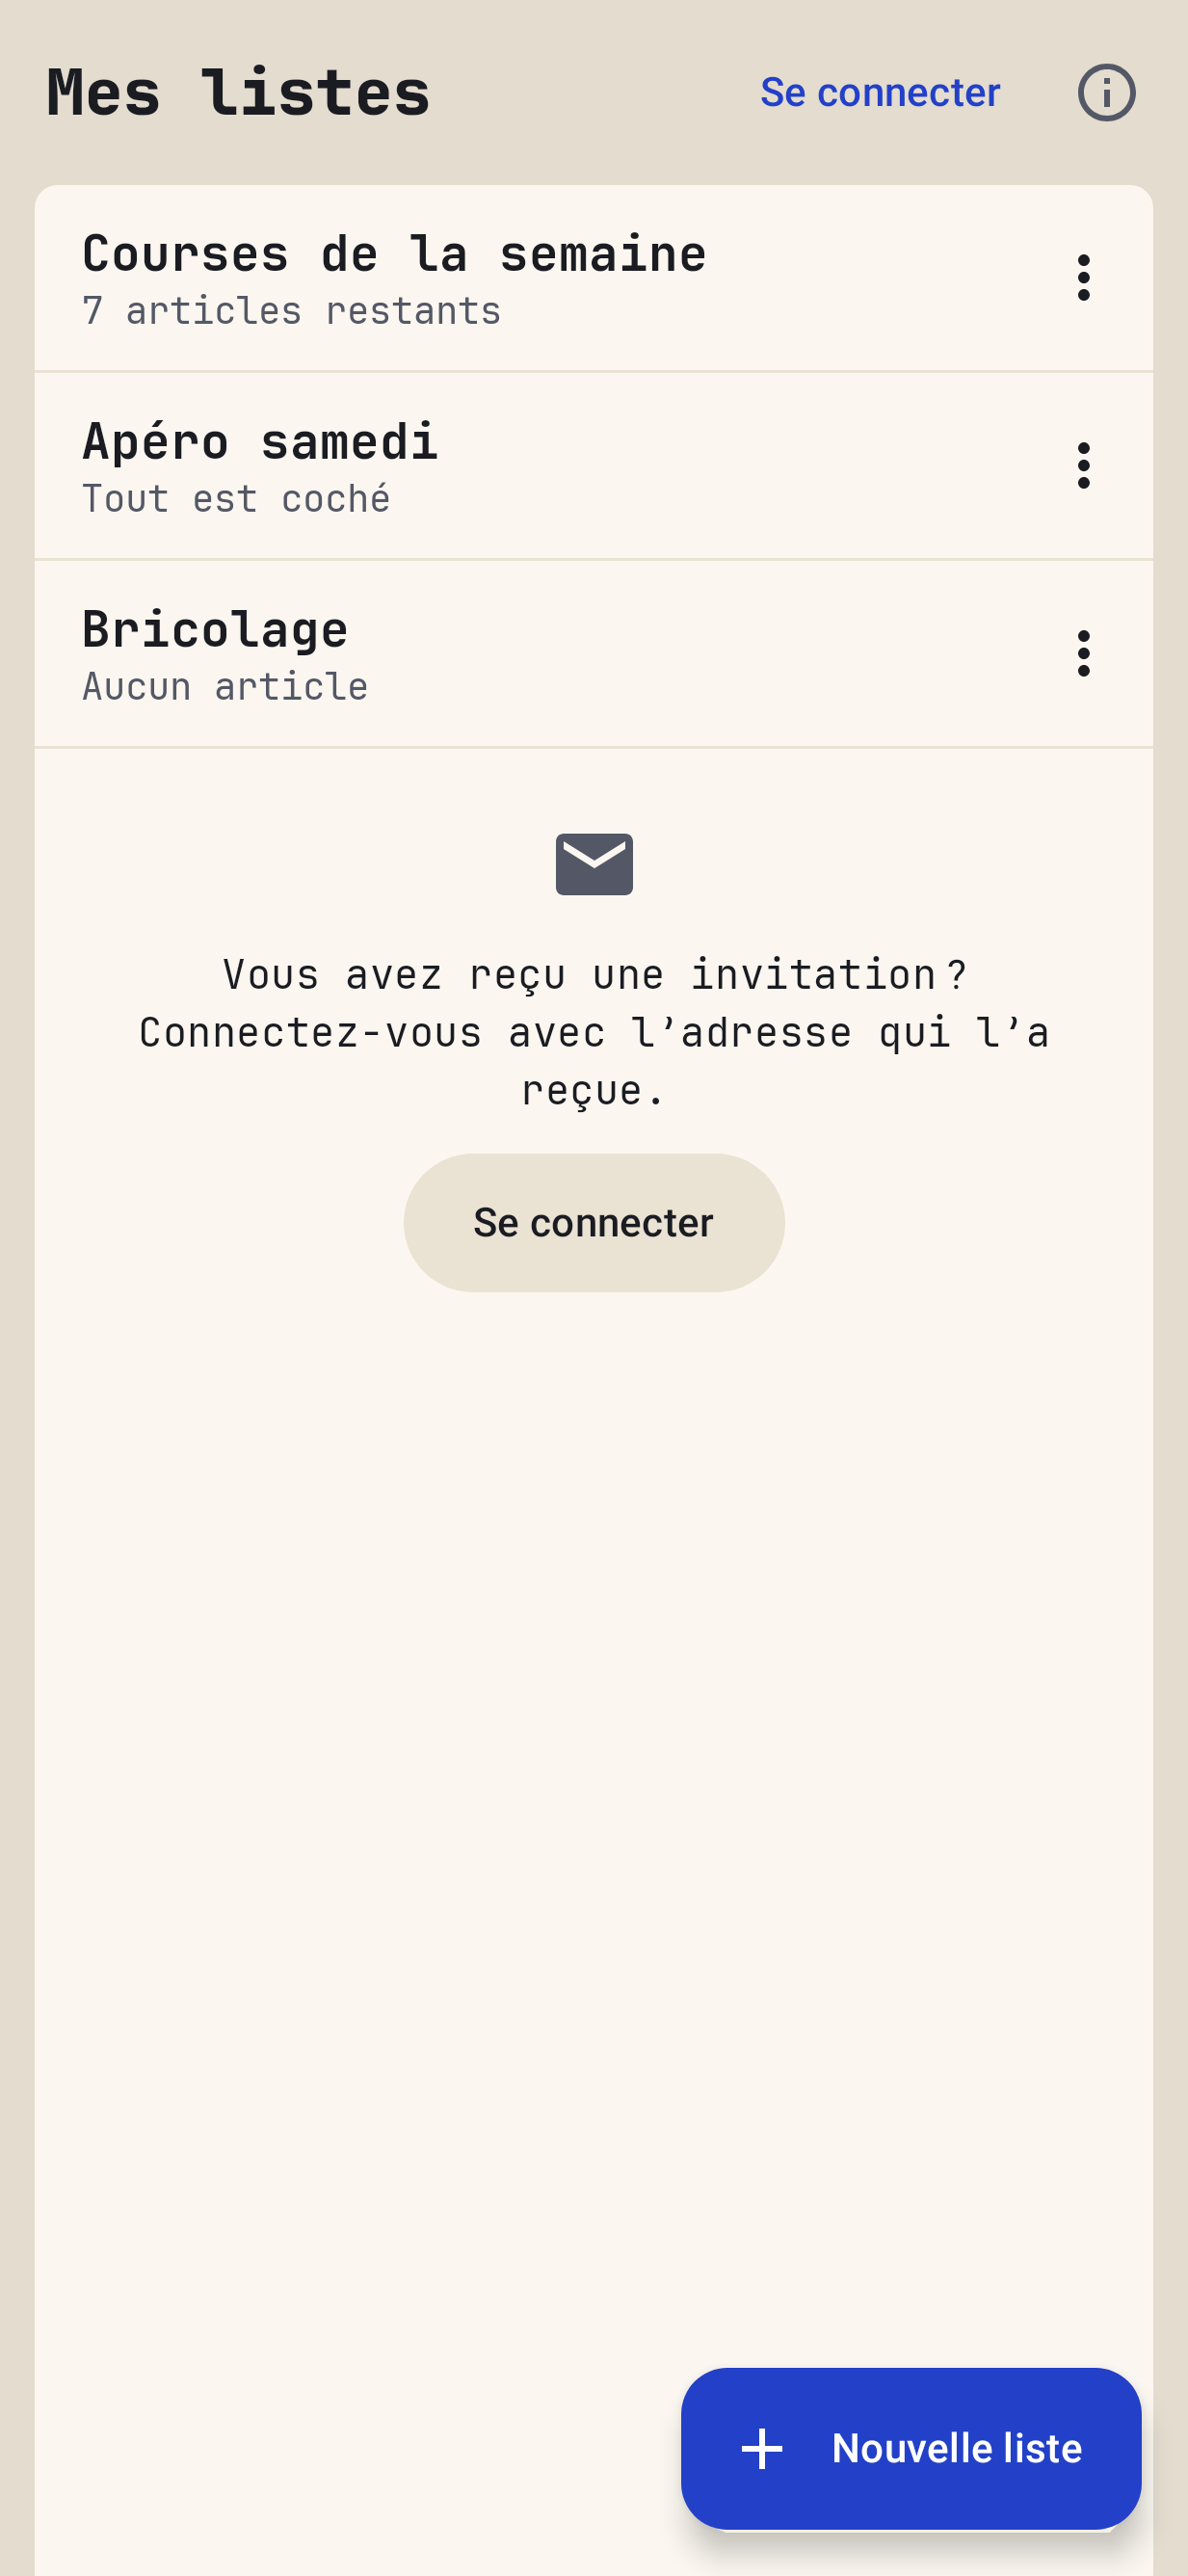 Mes listes
Se connecter
Courses de la semaine
7 articles restants
Apéro samedi
Tout est coché
Bricolage
Aucun article
Vous avez reçu une invitation ?
Connectez-vous avec l’adresse qui l’a
reçue.
Se connecter
Nouvelle liste